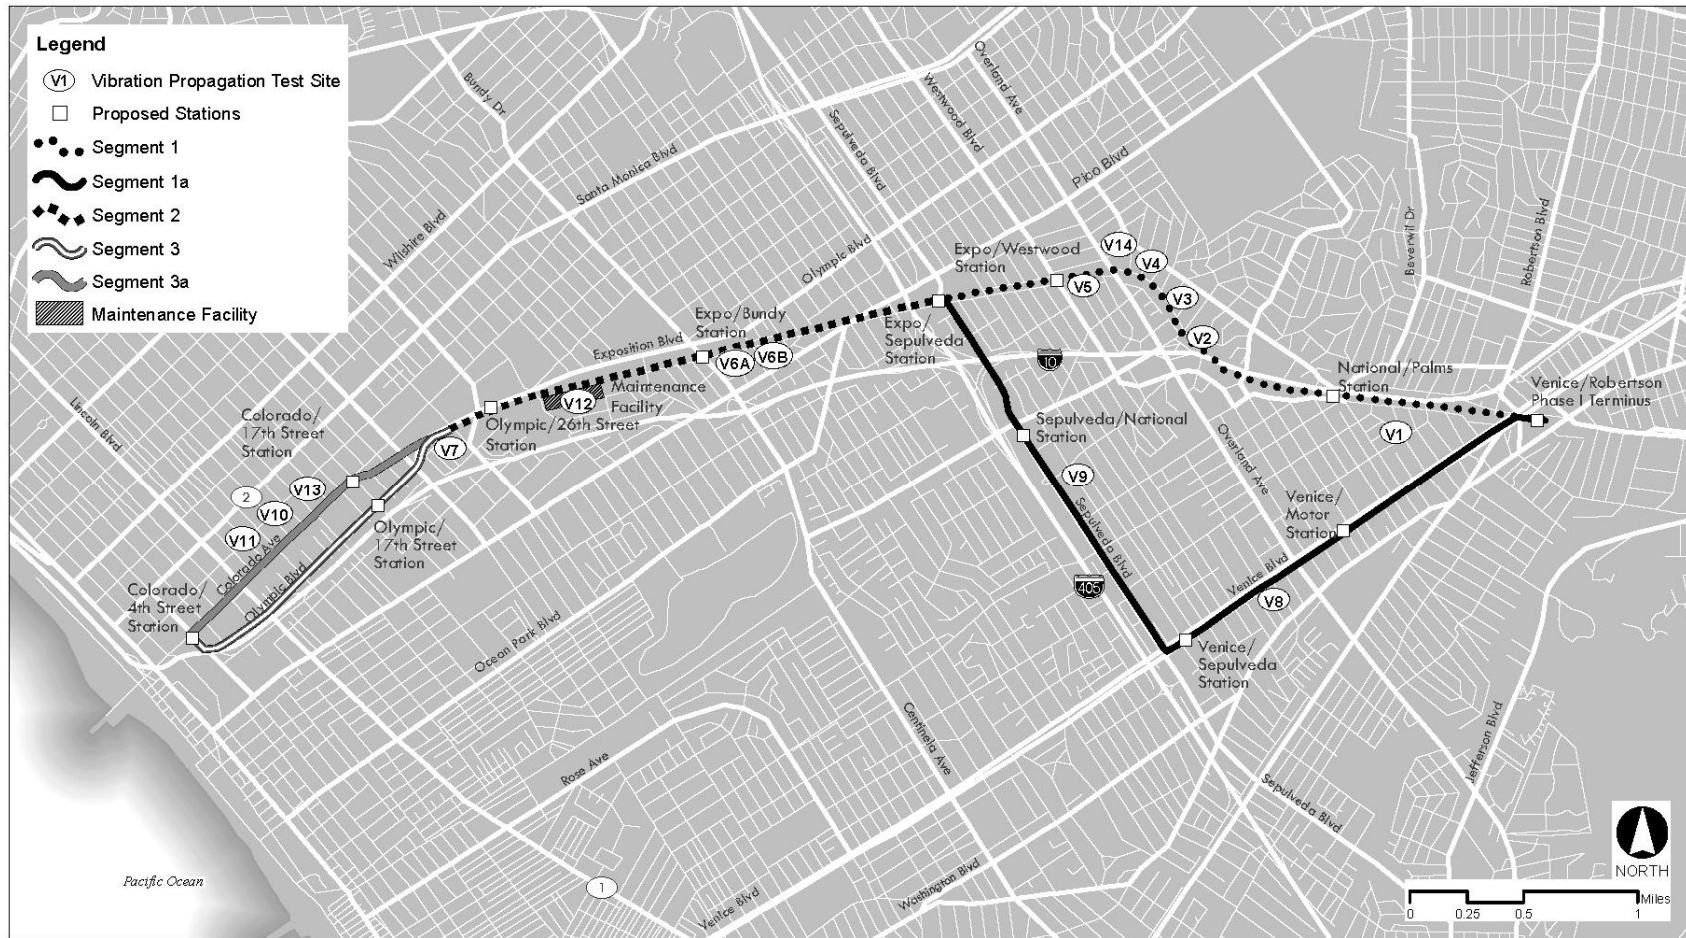 Legend
V1 Vibration Propagation Test Site
Proposed Stations
Segment 1
Segment 1a
Segment 2
Segment 3
Segment 3a
Maintenance Facility
Bundy Dr
Wilshire Blvd
Santa Monica Blvd
Sepulveda Blvd
Westwood Blvd
Overland Ave
Pico Blvd
Olympic Blvd
Beverwil Dr
Robertson Blvd
Expo/Westwood
Station
V14
V4
V5
V3
V2
Expo/Bundy
Station
Exposition Blvd
V6A
V6B
Expo/
Sepulveda
Station
10
National/Palms
Station
Venice/Robertson
Phase I Terminus
V1
Maintenance
Facility
V12
Olympic/26th Street
Station
Lincoln Blvd
Colorado/
17th Street
Station
V7
Sepulveda/National
Station
Overland Ave
V9
Sepulveda Blvd
2
V13
V10
V11
Olympic/
17th Street
Station
Colorado Ave
Olympic Blvd
Colorado/
4th Street
Station
Venice/
Motor
Station
Venice Blvd
V8
405
Ocean Park Blvd
Venice/
Sepulveda
Station
Centinela Ave
Rose Ave
Jefferson Blvd
Sepulveda Blvd
Washington Blvd
Venice Blvd
1
Pacific Ocean
NORTH
0 0.25 0.5 1 Miles